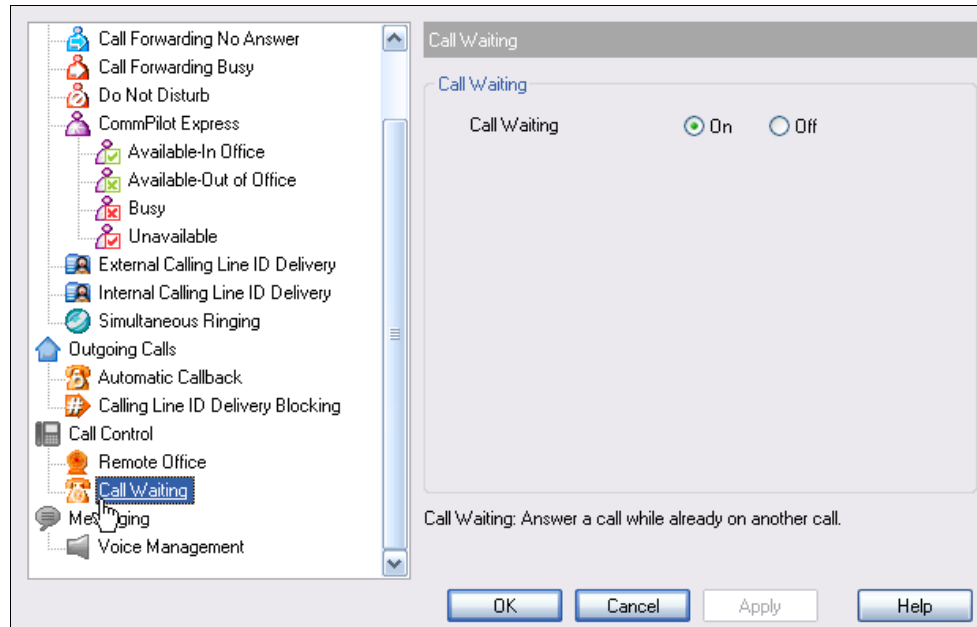 Call Forwarding No Answer
Call Forwarding Busy
Do Not Disturb
CommPilot Express
Available-In Office
Available-Out of Office
Busy
Unavailable
External Calling Line ID Delivery
Internal Calling Line ID Delivery
Simultaneous Ringing
Outgoing Calls
Automatic Callback
Calling Line ID Delivery Blocking
Call Control
Remote Office
Call Waiting
Voice Management
Call Waiting
Call Waiting
Call Waiting On Off
Call Waiting: Answer a call while already on another call.
OK Cancel Apply Help